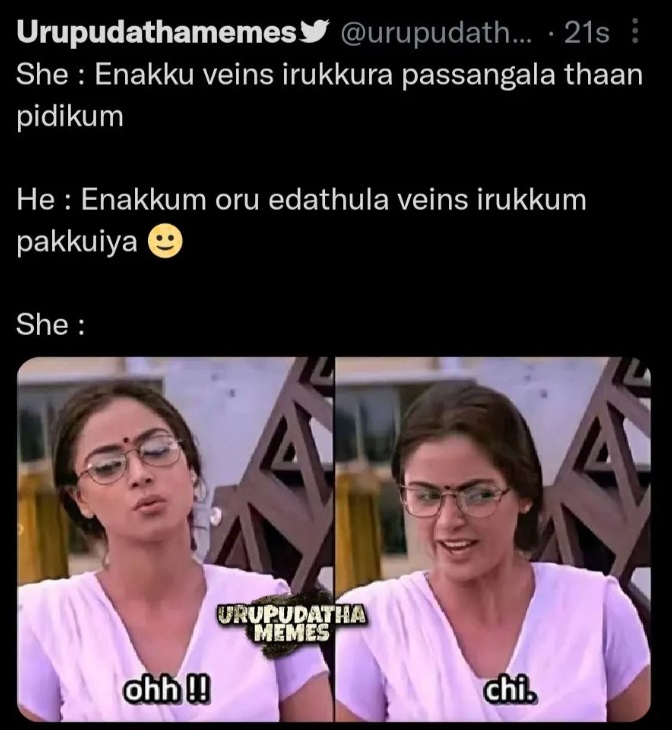 Urupudathamemes @urupudath... · 21s
She : Enakku veins irukkura passangala thaan
pidikum
He : Enakkum oru edathula veins irukkum
pakkuiya 🙂
She :
URUPUDATHA
MEMES
ohh !!
chi.